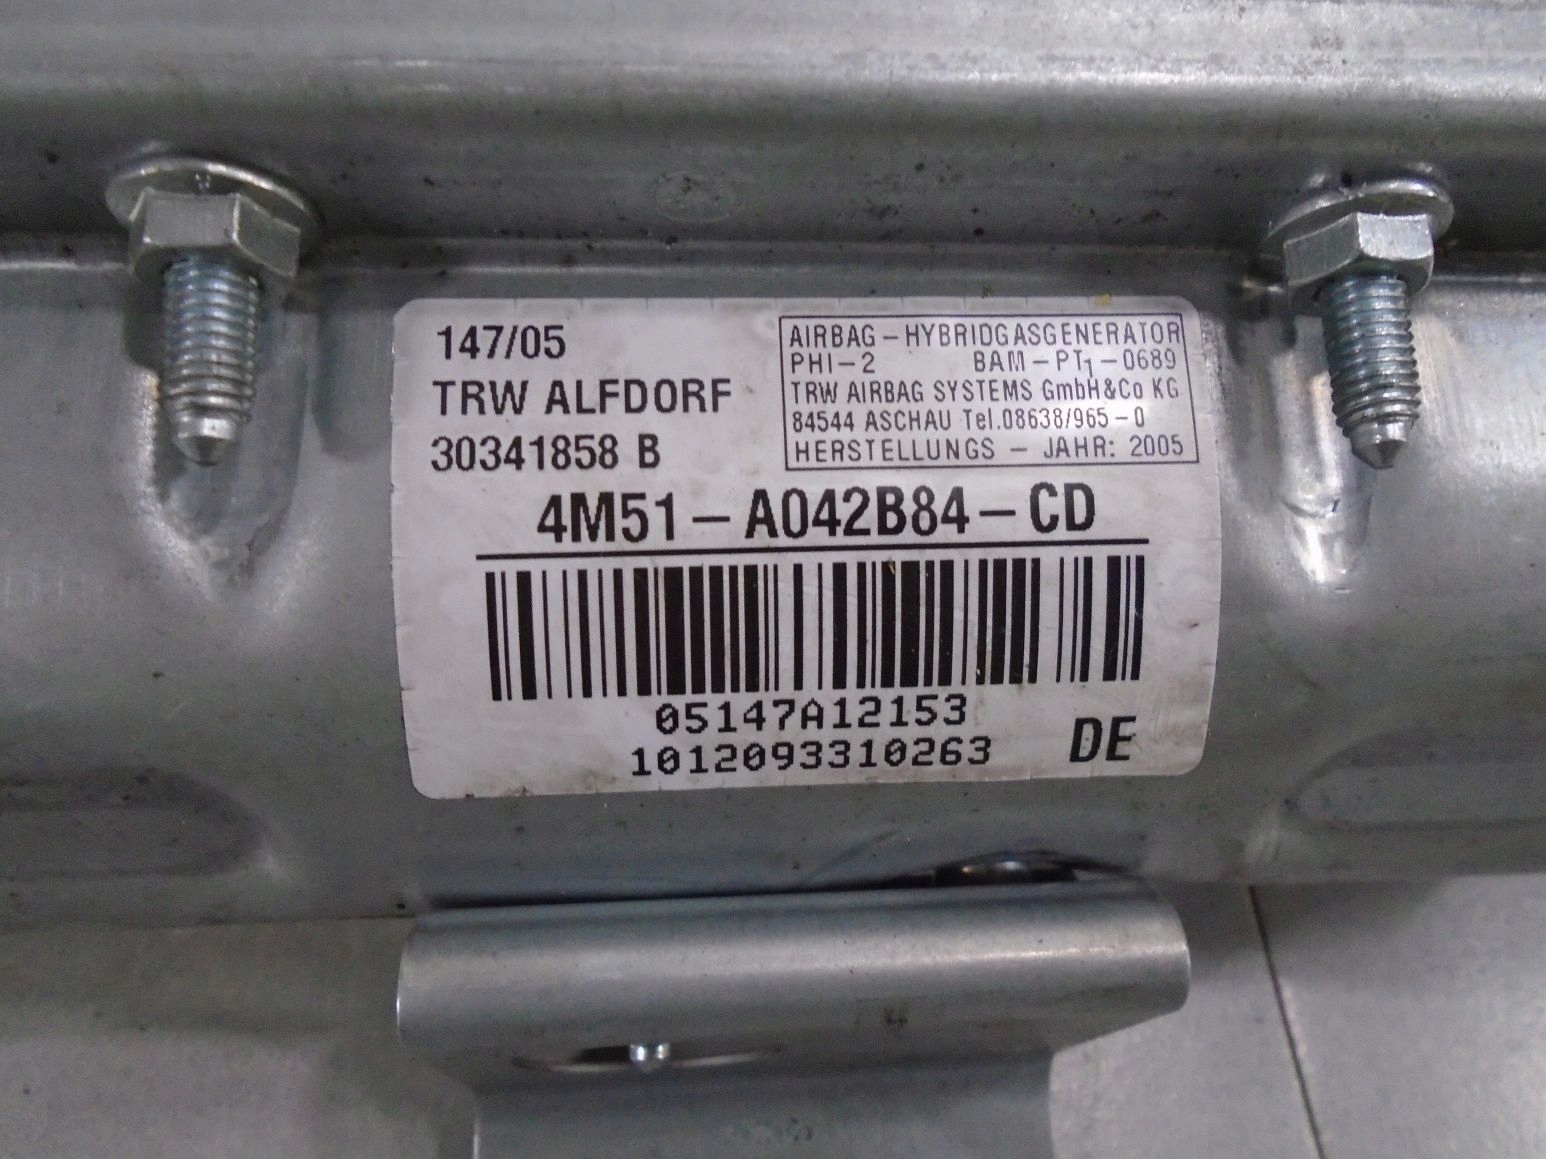 147/05
TRW ALFDORF
30341858 B
AIRBAG – HYBRIDGASGENERATOR
PHI – 2 BAM – PT1 – 0689
TRW AIRBAG SYSTEMS GmbH & Co KG
84544 ASCHAU Tel.08638/965 – 0
HERSTELLUNGS – JAHR: 2005
4M51 – A042B84 – CD
05147A12153
1012093310263
DE